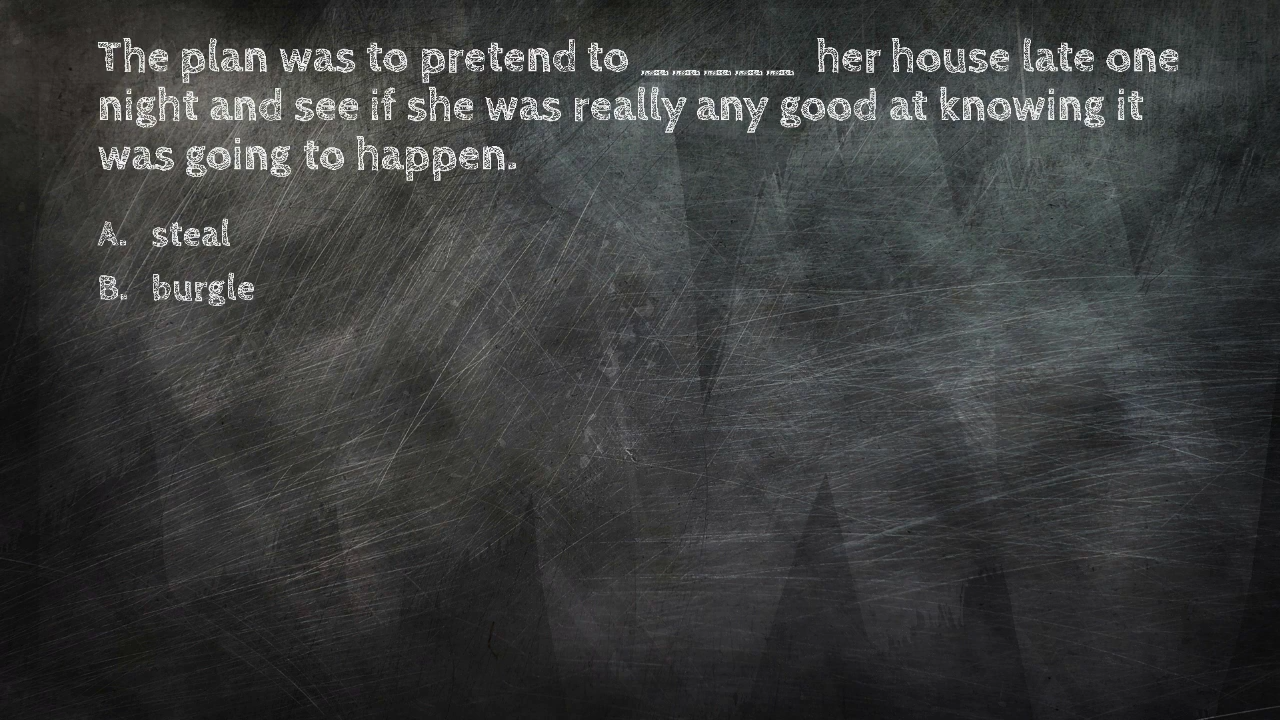 The plan was to pretend to _____ her house late one
night and see if she was really any good at knowing it
was going to happen.
A. steal
B. burgle